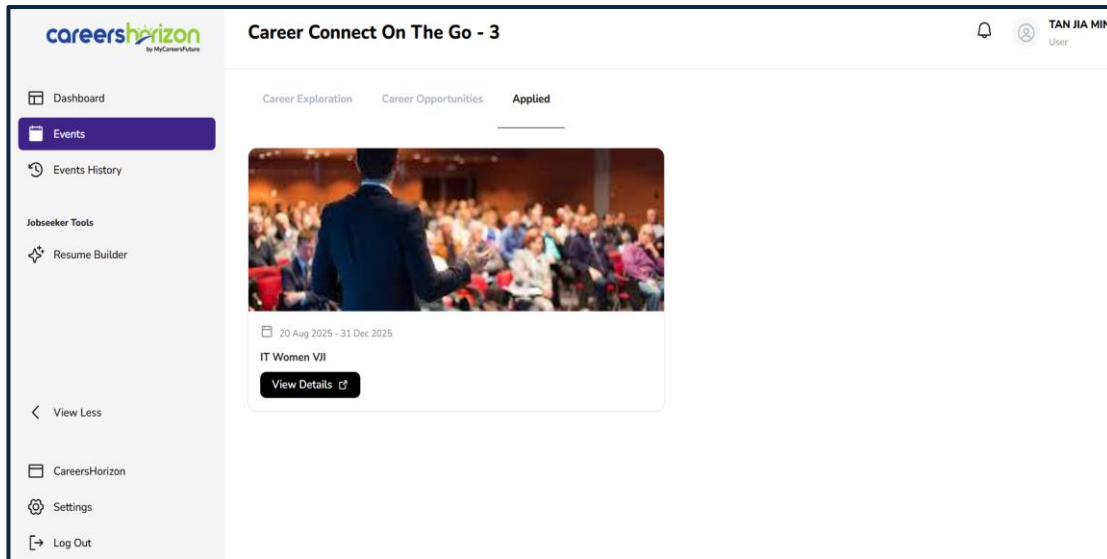 careershorizon
by MyCareersFuture
Career Connect On The Go - 3
TAN JIA MIN
User
Dashboard
Events
Events History
Jobseeker Tools
Resume Builder
View Less
CareersHorizon
Settings
Log Out
Career Exploration
Career Opportunities
Applied
20 Aug 2025 - 31 Dec 2025
IT Women VJI
View Details